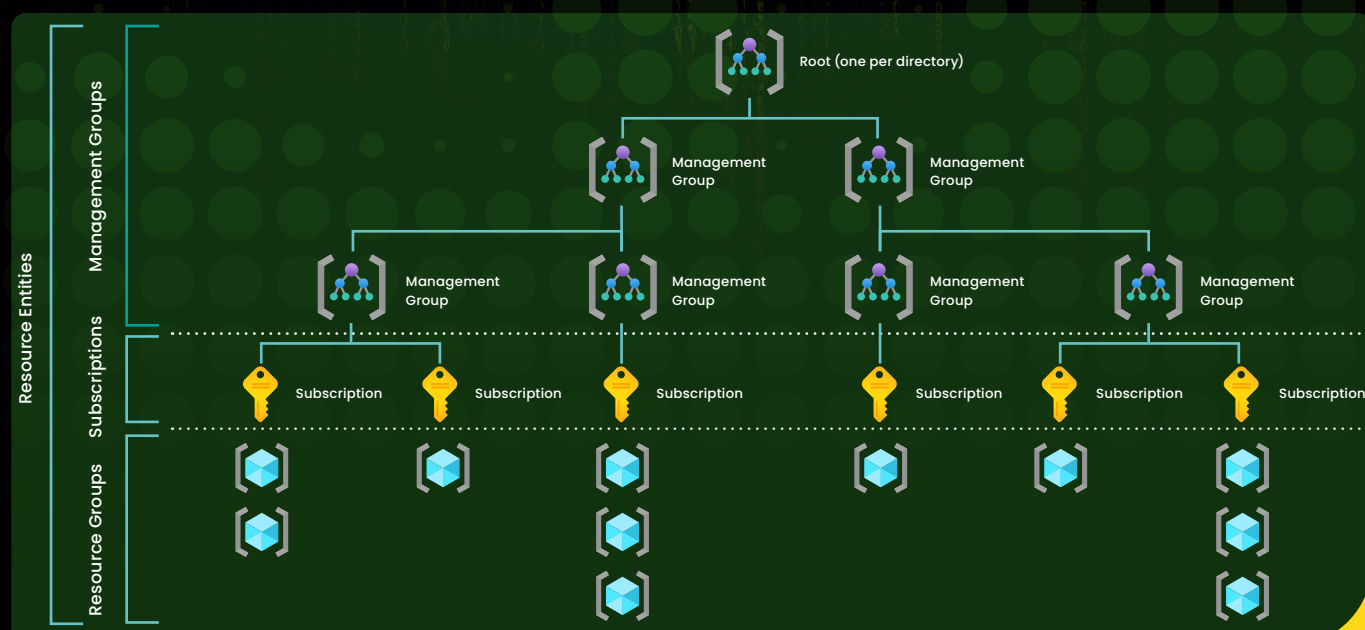 Root (one per directory)
Management
Group
Management
Group
Management
Group
Management
Group
Management
Group
Management
Group
Subscription
Subscription
Subscription
Subscription
Subscription
Subscription
Resource Entities
Management Groups
Subscriptions
Resource Groups